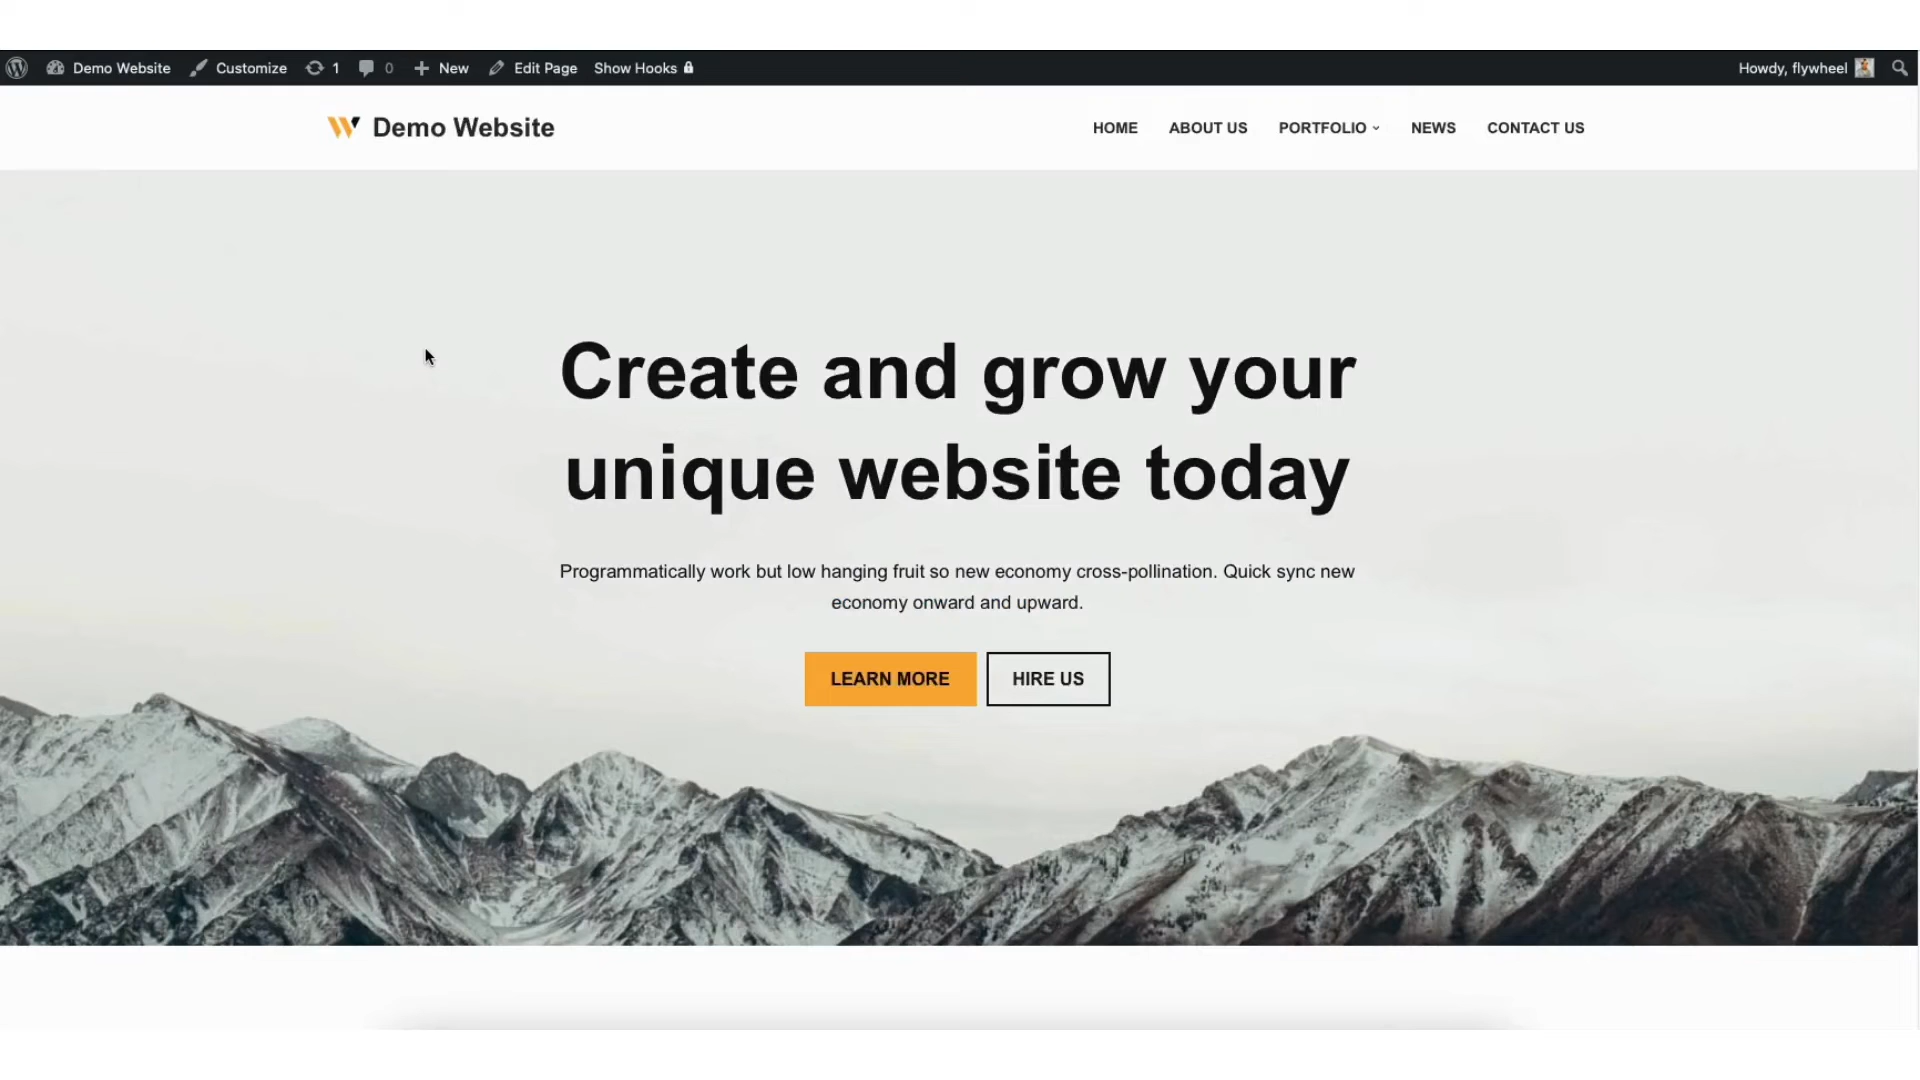 Demo Website Customize 1 0 New Edit Page Show Hooks Howdy, flywheel
Demo Website HOME ABOUT US PORTFOLIO NEWS CONTACT US
Create and grow your
unique website today
Programmatically work but low hanging fruit so new economy cross-pollination. Quick sync new
economy onward and upward.
LEARN MORE HIRE US